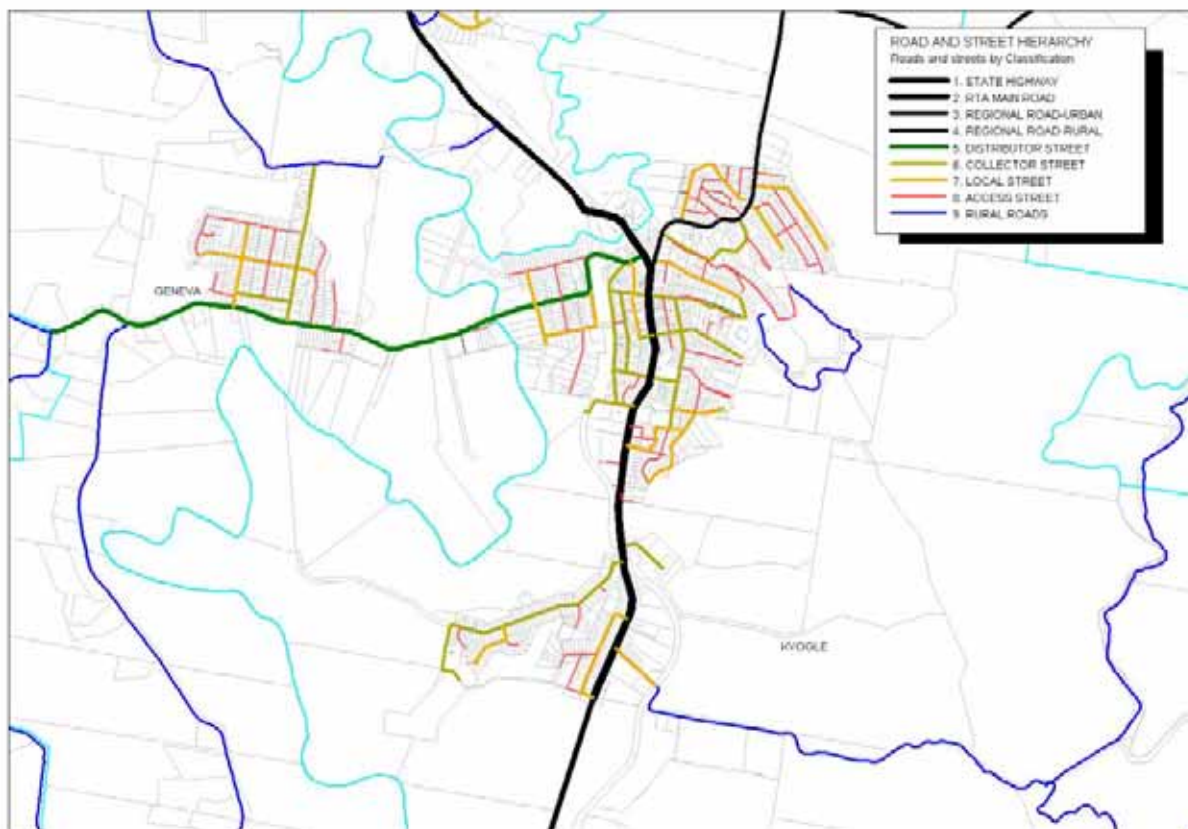 ROAD AND STREET HIERARCHY
Roads and streets by Classification
1. STATE HIGHWAY
2. RTA MAIN ROAD
3. REGIONAL ROAD-URBAN
4. REGIONAL ROAD-RURAL
5. DISTRIBUTOR STREET
6. COLLECTOR STREET
7. LOCAL STREET
8. ACCESS STREET
9. RURAL ROADS
GENEVA
KYOGLE